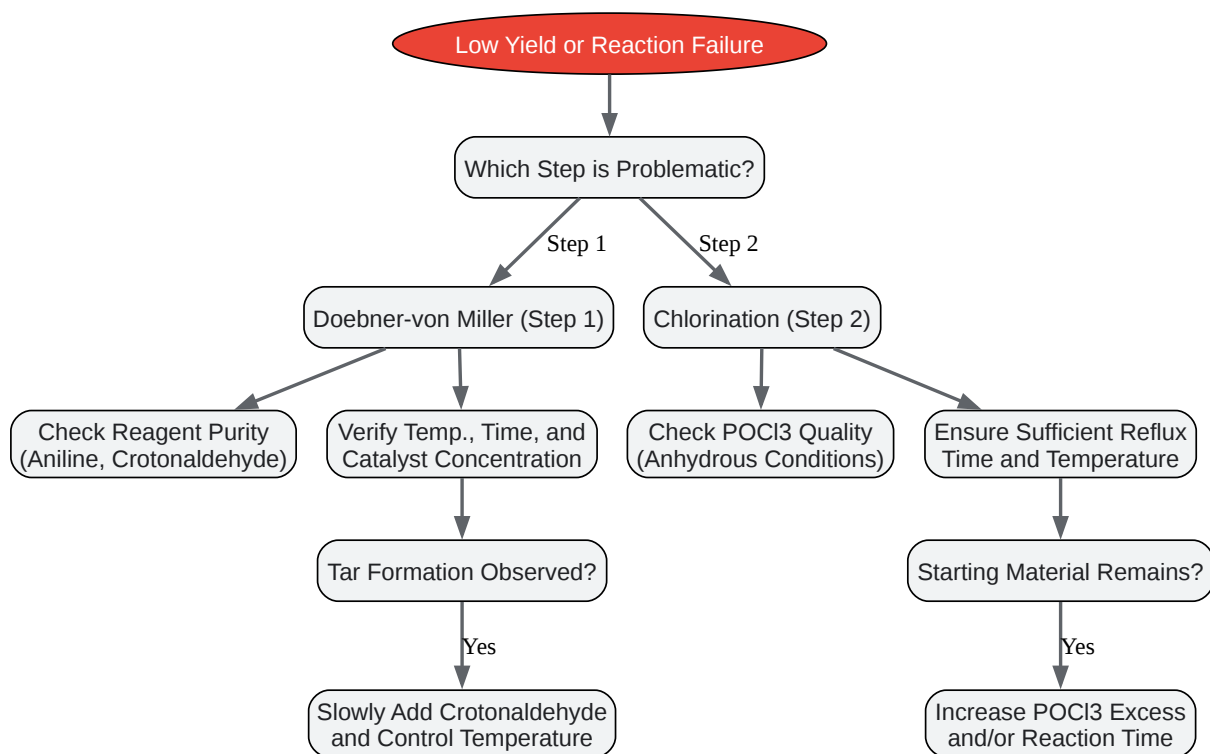 Low Yield or Reaction Failure
Which Step is Problematic?
Step 1
Step 2
Doebner-von Miller (Step 1)
Chlorination (Step 2)
Check Reagent Purity
(Aniline, Crotonaldehyde)
Verify Temp., Time, and
Catalyst Concentration
Check POCl3 Quality
(Anhydrous Conditions)
Ensure Sufficient Reflux
Time and Temperature
Tar Formation Observed?
Starting Material Remains?
Yes
Yes
Slowly Add Crotonaldehyde
and Control Temperature
Increase POCl3 Excess
and/or Reaction Time